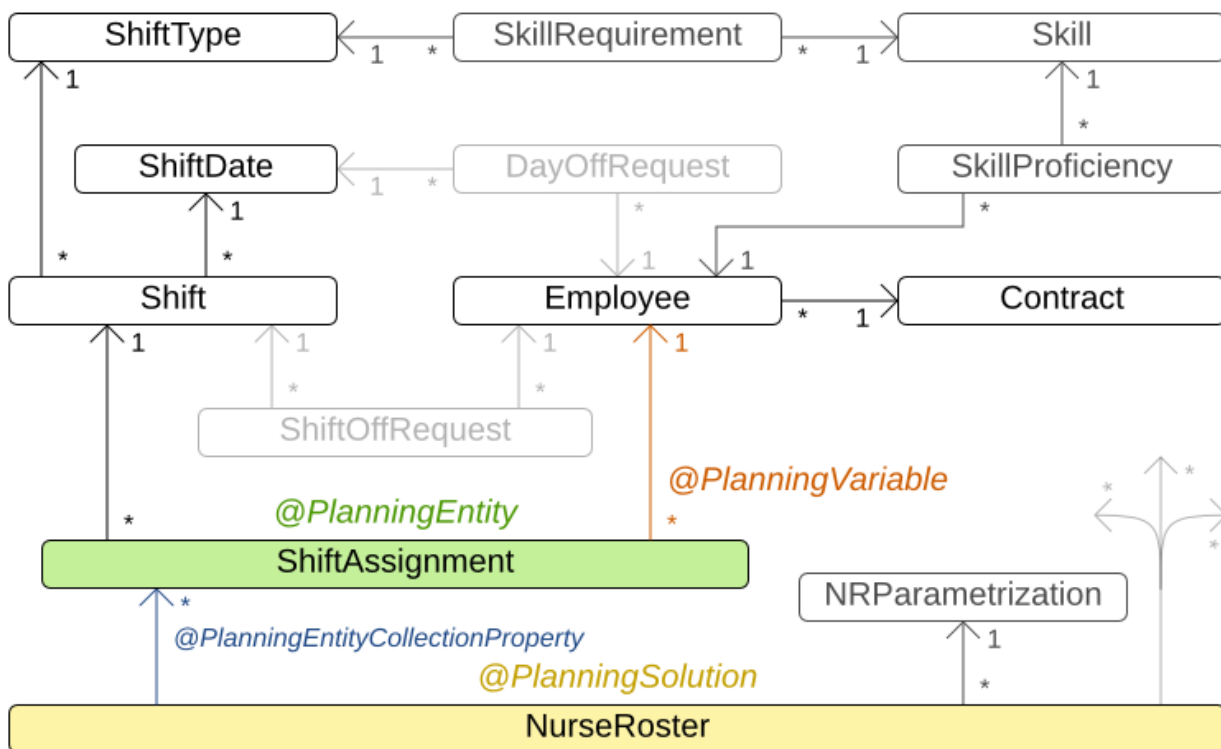 ShiftType
SkillRequirement
Skill
1
*
*
1
1
1
*
ShiftDate
DayOffRequest
SkillProficiency
1
*
1
*
*
*
*
1
1
Shift
Employee
Contract
*
1
1
1
1
1
*
*
ShiftOffRequest
@PlanningVariable
*
*
@PlanningEntity
*
*
*
ShiftAssignment
NRParametrization
*
@PlanningEntityCollectionProperty
1
@PlanningSolution
*
NurseRoster